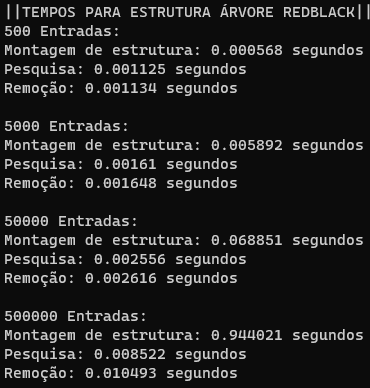 ||TEMPOS PARA ESTRUTURA ÁRVORE REDBLACK||
500 Entradas:
Montagem de estrutura: 0.000568 segundos
Pesquisa: 0.001125 segundos
Remoção: 0.001134 segundos
5000 Entradas:
Montagem de estrutura: 0.005892 segundos
Pesquisa: 0.00161 segundos
Remoção: 0.001648 segundos
50000 Entradas:
Montagem de estrutura: 0.068851 segundos
Pesquisa: 0.002556 segundos
Remoção: 0.002616 segundos
500000 Entradas:
Montagem de estrutura: 0.944021 segundos
Pesquisa: 0.008522 segundos
Remoção: 0.010493 segundos